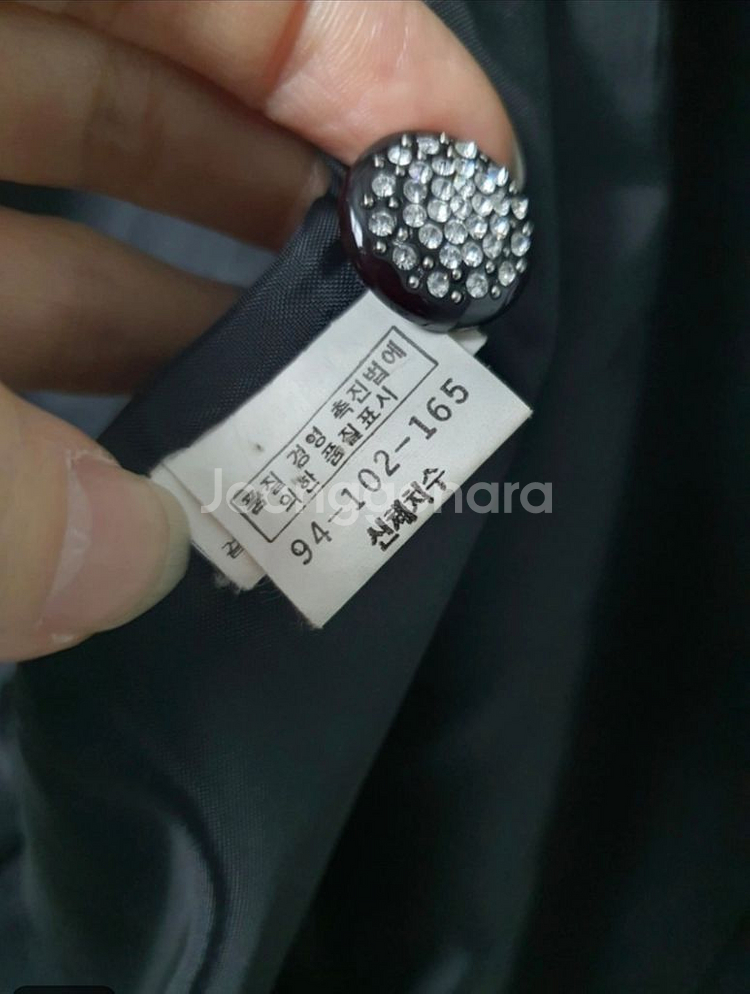 품질 경영 촉진법에
의한 품질표시
94-102-165
신체치수
Joonggonara